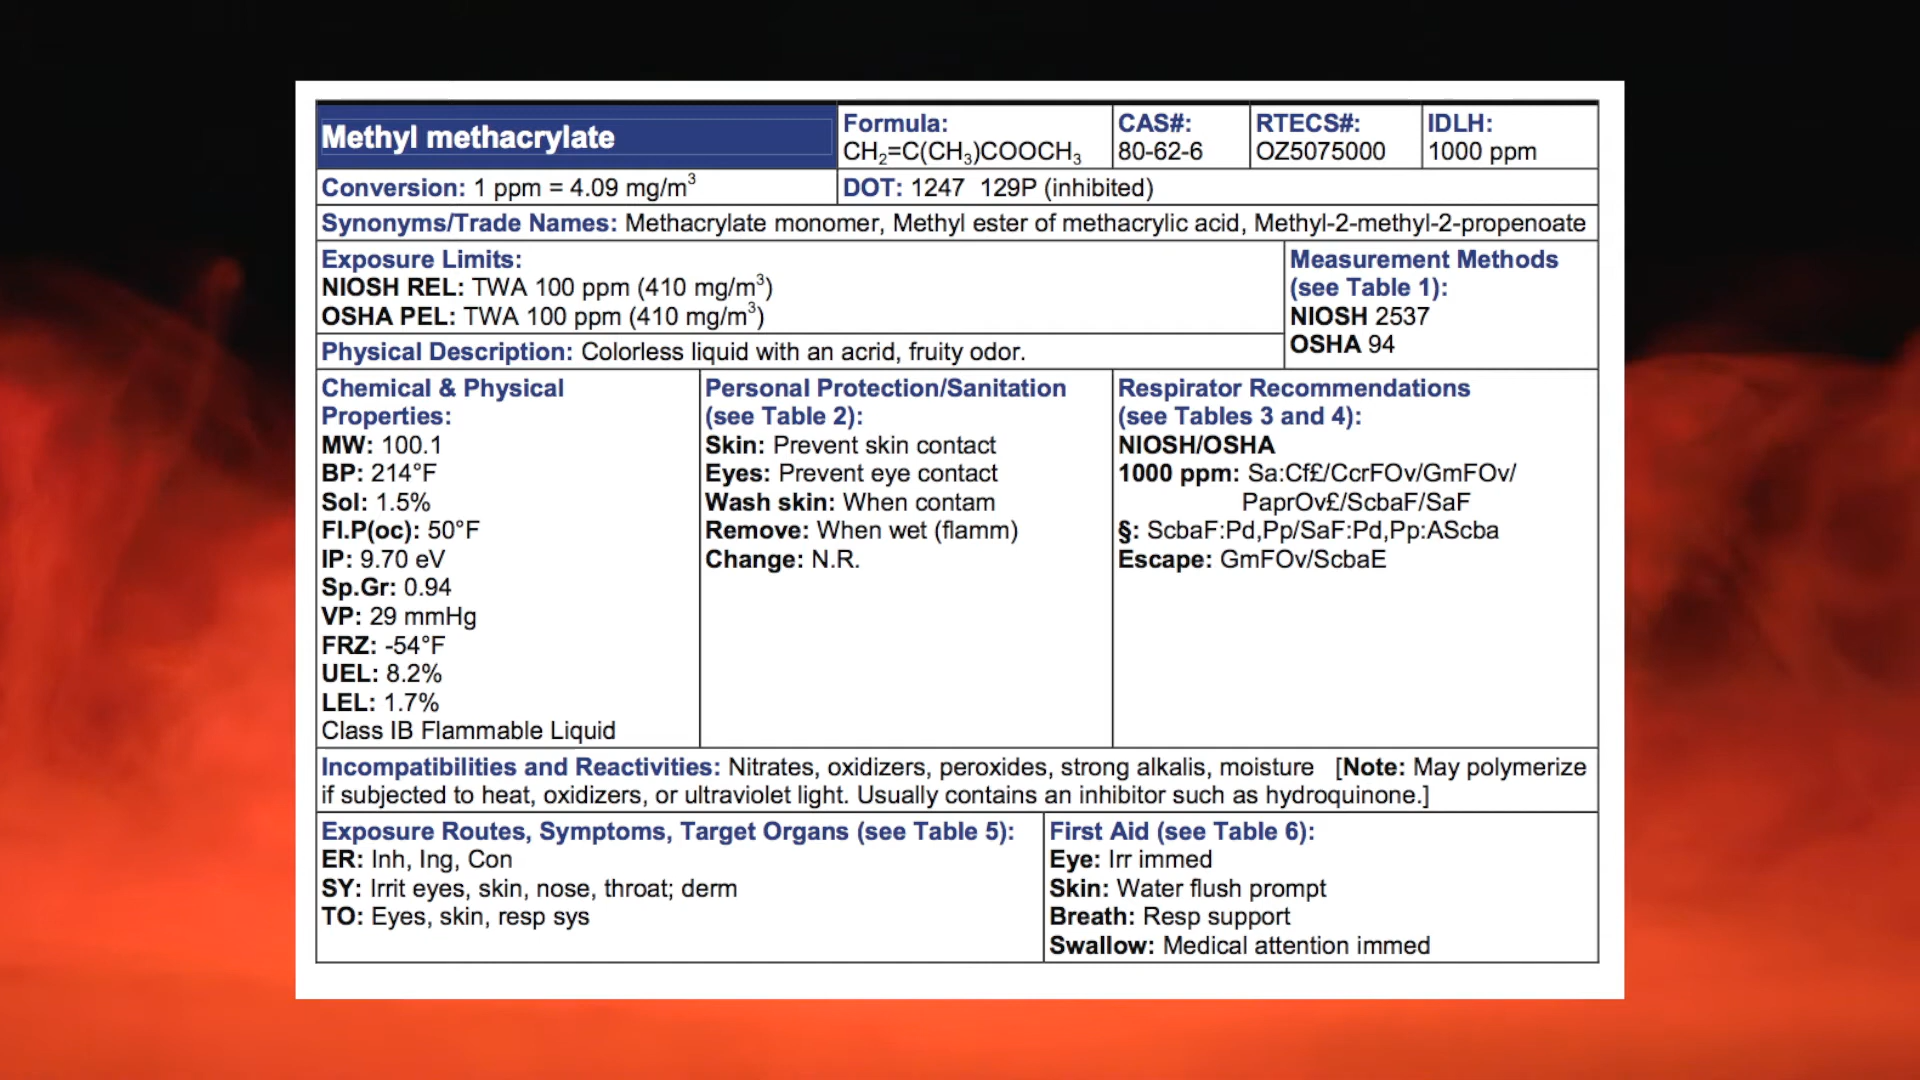 Methyl methacrylate
Formula:
CH₂=C(CH₃)COOCH₃
CAS#:
80-62-6
RTECS#:
OZ5075000
IDLH:
1000 ppm
Conversion: 1 ppm = 4.09 mg/m³
DOT: 1247 129P (inhibited)
Synonyms/Trade Names: Methacrylate monomer, Methyl ester of methacrylic acid, Methyl-2-methyl-2-propenoate
Exposure Limits:
NIOSH REL: TWA 100 ppm (410 mg/m³)
OSHA PEL: TWA 100 ppm (410 mg/m³)
Measurement Methods
(see Table 1):
NIOSH 2537
OSHA 94
Physical Description: Colorless liquid with an acrid, fruity odor.
Chemical & Physical
Properties:
MW: 100.1
BP: 214°F
Sol: 1.5%
Fl.P(oc): 50°F
IP: 9.70 eV
Sp.Gr: 0.94
VP: 29 mmHg
FRZ: -54°F
UEL: 8.2%
LEL: 1.7%
Class IB Flammable Liquid
Personal Protection/Sanitation
(see Table 2):
Skin: Prevent skin contact
Eyes: Prevent eye contact
Wash skin: When contam
Remove: When wet (flamm)
Change: N.R.
Respirator Recommendations
(see Tables 3 and 4):
NIOSH/OSHA
1000 ppm: Sa:Cf£/CcrFOv/GmFOv/
PaprOv£/ScbaF/SaF
§: ScbaF:Pd,Pp/SaF:Pd,Pp:AScba
Escape: GmFOv/ScbaE
Incompatibilities and Reactivities: Nitrates, oxidizers, peroxides, strong alkalis, moisture [Note: May polymerize
if subjected to heat, oxidizers, or ultraviolet light. Usually contains an inhibitor such as hydroquinone.]
Exposure Routes, Symptoms, Target Organs (see Table 5):
ER: Inh, Ing, Con
SY: Irrit eyes, skin, nose, throat; derm
TO: Eyes, skin, resp sys
First Aid (see Table 6):
Eye: Irr immed
Skin: Water flush prompt
Breath: Resp support
Swallow: Medical attention immed